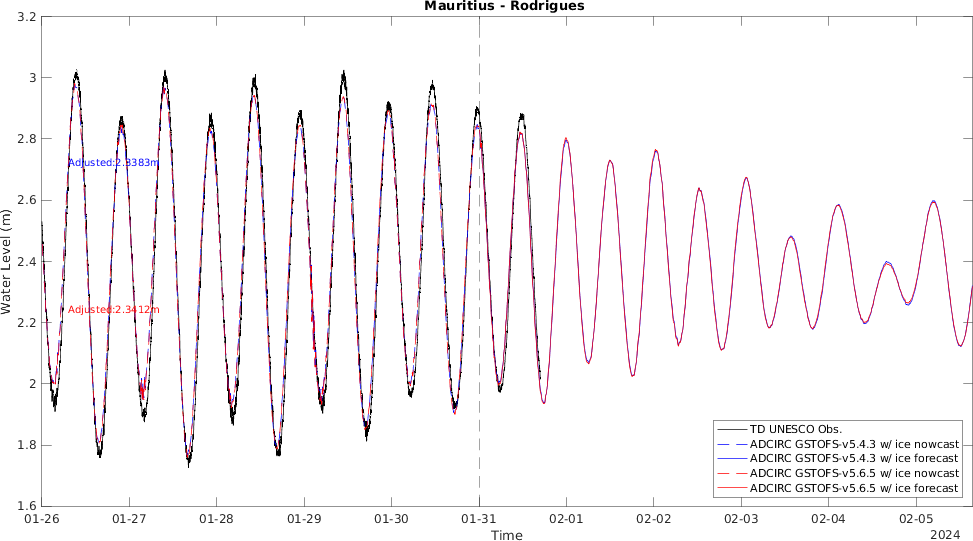 Mauritius - Rodrigues
3.2
3
2.8
2.6
2.4
2.2
2
1.8
1.6
Water Level (m)
Adjusted:2.3383m
Adjusted:2.3412m
TD UNESCO Obs.
ADCIRC GSTOFS-v5.4.3 w/ ice nowcast
ADCIRC GSTOFS-v5.4.3 w/ ice forecast
ADCIRC GSTOFS-v5.6.5 w/ ice nowcast
ADCIRC GSTOFS-v5.6.5 w/ ice forecast
01-26 01-27 01-28 01-29 01-30 01-31 02-01 02-02 02-03 02-04 02-05
Time
2024